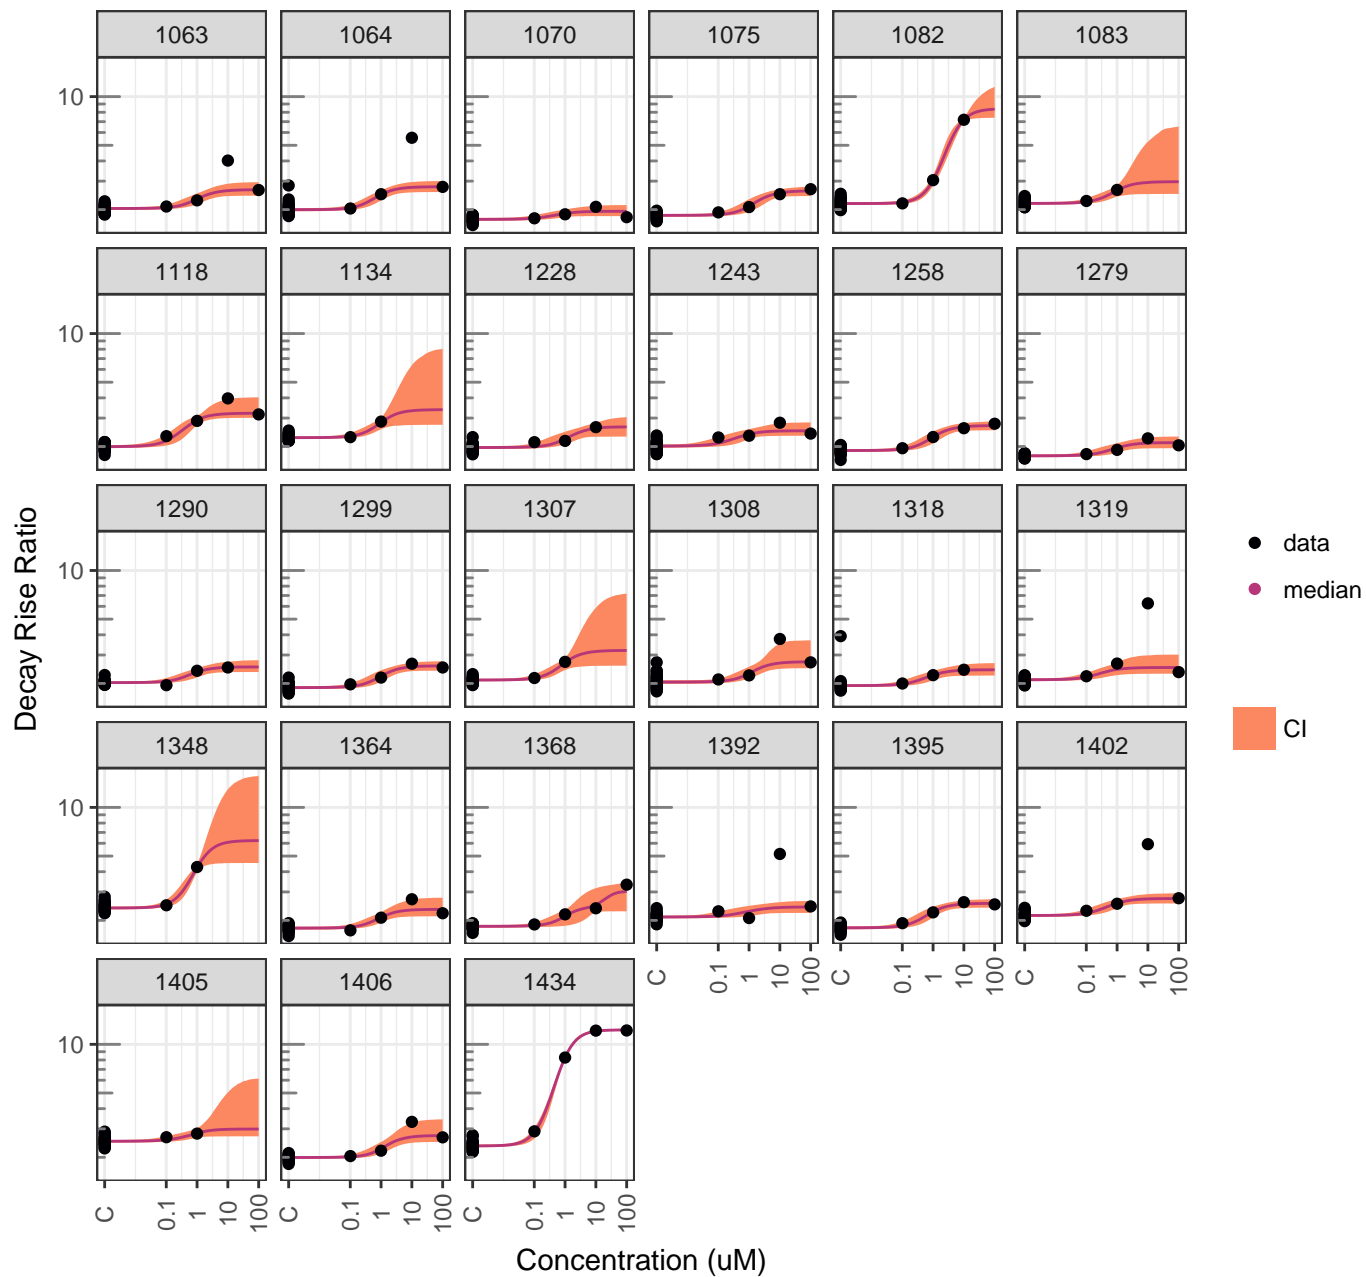 1063 1064 1070 1075 1082 1083
10
1118 1134 1228 1243 1258 1279
10
1290 1299 1307 1308 1318 1319
10
1348 1364 1368 1392 1395 1402
10
C 0.1 1 10 100 C 0.1 1 10 100 C 0.1 1 10 100
1405 1406 1434
10
C 0.1 1 10 100 C 0.1 1 10 100 C 0.1 1 10 100
Concentration (uM)
Decay Rise Ratio
data
median
CI